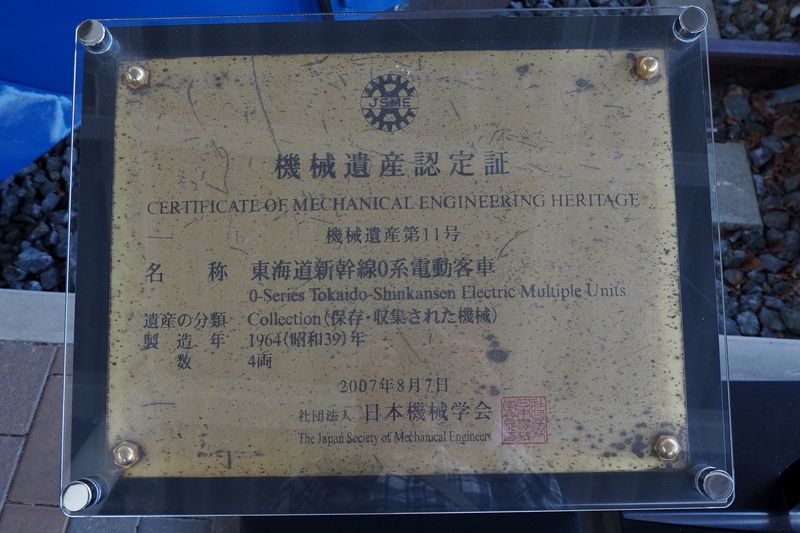 JSME
機械遺産認定証
CERTIFICATE OF MECHANICAL ENGINEERING HERITAGE
機械遺産第11号
名 称 東海道新幹線0系電動客車
0-Series Tokaido-Shinkansen Electric Multiple Units
遺産の分類 Collection(保存・収集された機械)
製 造 年 1964(昭和39)年
数 4両
2007年8月7日
社団法人 日本機械学会
The Japan Society of Mechanical Engineers